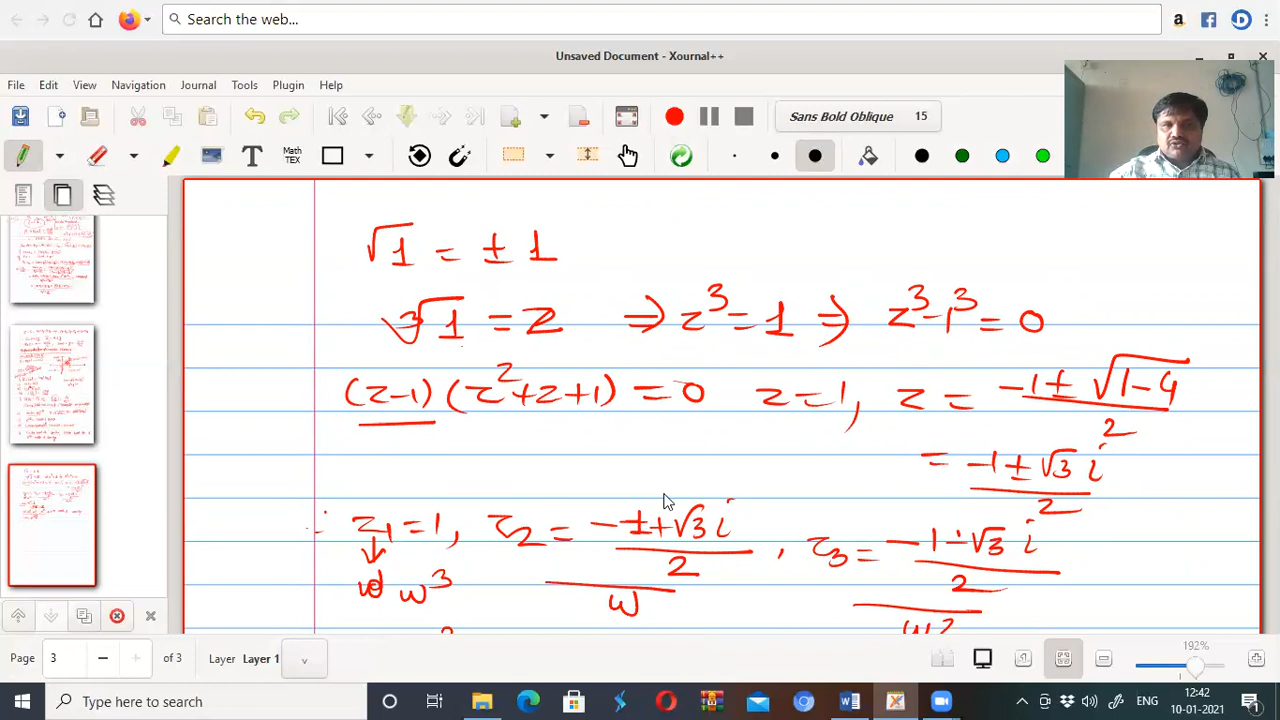 Search the web...
Unsaved Document - Xournal++
File Edit View Navigation Journal Tools Plugin Help
Sans Bold Oblique 15
Math TEX
√1 = ± 1
∛1 = z ⇒ z³ = 1 ⇒ z³ - 1³ = 0
(z-1) (z²+z+1) = 0 z=1, z = (-1 ± √(1-4))/2
= (-1 ± √3 i)/2
∴ z₁ = 1, z₂ = (-1+√3 i)/2, z₃ = (-1-√3 i)/2
ω³ ω ω²
Page 3 of 3 Layer Layer 1 192%
Type here to search ENG 12:42
10-01-2021